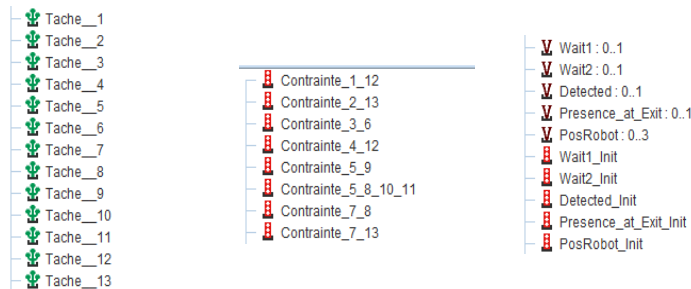 Tache__1
Tache__2
Tache__3
Tache__4
Tache__5
Tache__6
Tache__7
Tache__8
Tache__9
Tache__10
Tache__11
Tache__12
Tache__13
Contrainte_1_12
Contrainte_2_13
Contrainte_3_6
Contrainte_4_12
Contrainte_5_9
Contrainte_5_8_10_11
Contrainte_7_8
Contrainte_7_13
Wait1 : 0..1
Wait2 : 0..1
Detected : 0..1
Presence_at_Exit : 0..1
PosRobot : 0..3
Wait1_Init
Wait2_Init
Detected_Init
Presence_at_Exit_Init
PosRobot_Init